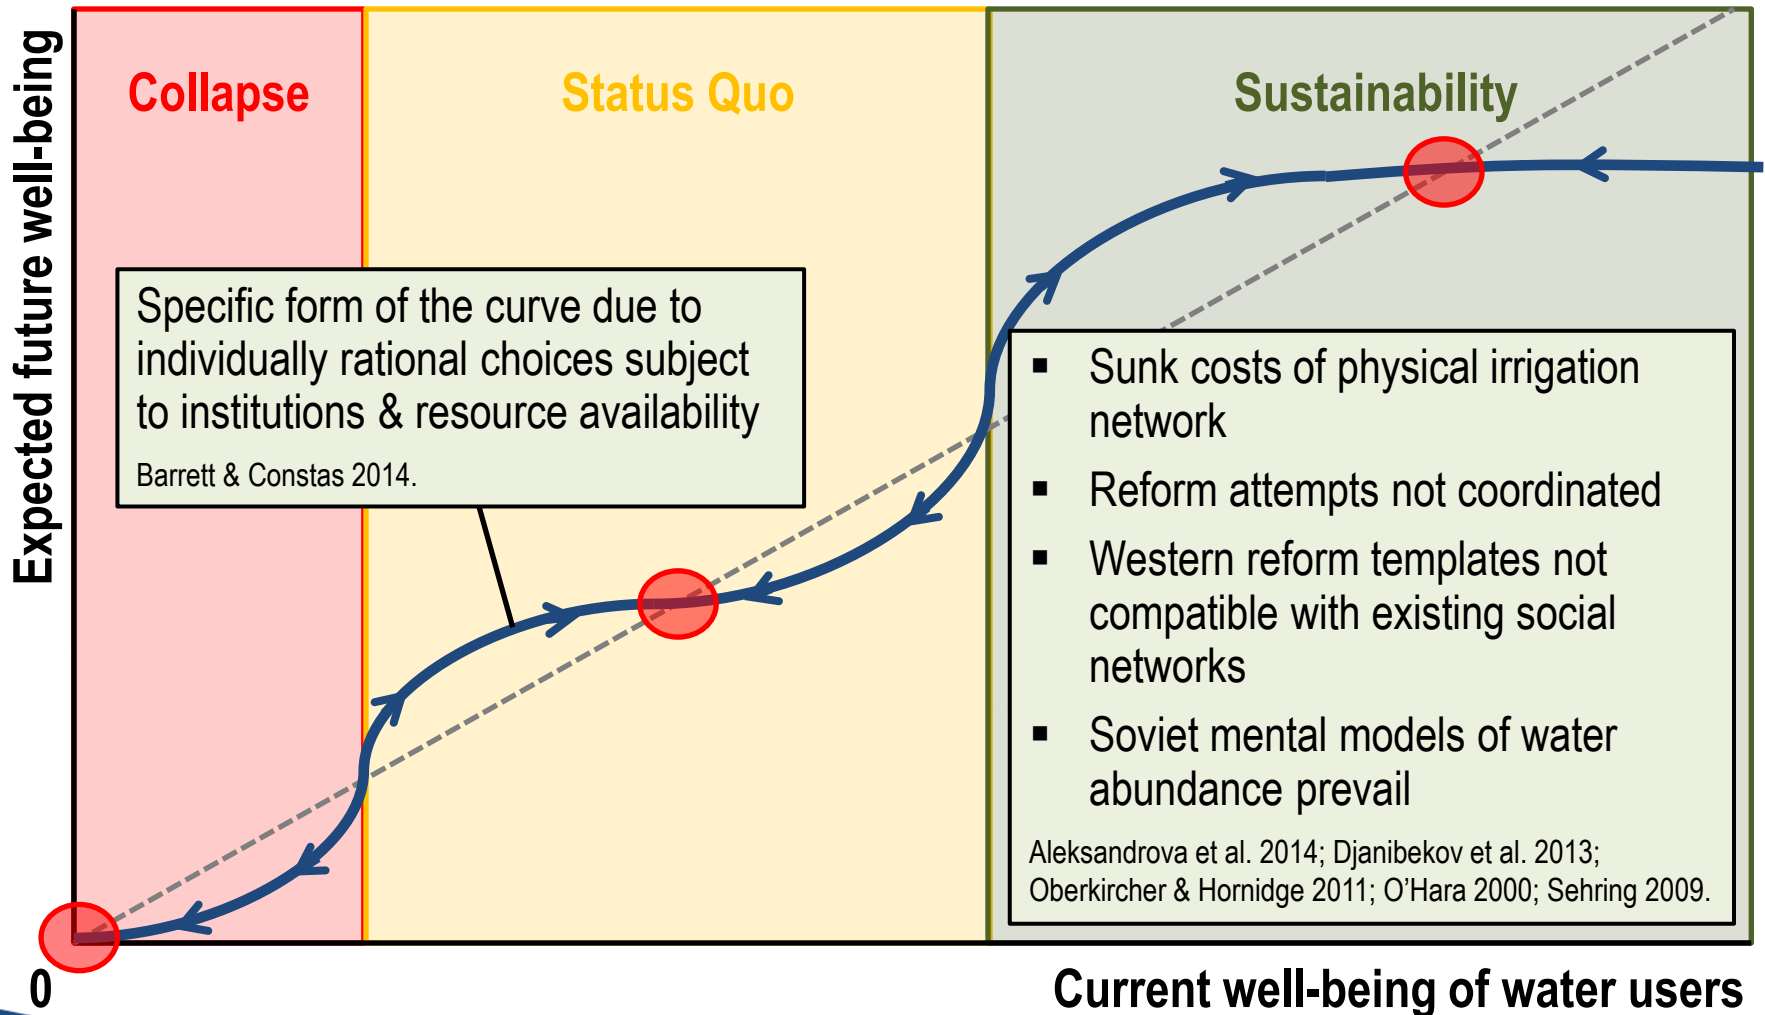 Expected future well-being
Collapse
Status Quo
Sustainability
Specific form of the curve due to
individually rational choices subject
to institutions & resource availability
Barrett & Constas 2014.
▪ Sunk costs of physical irrigation
network
▪ Reform attempts not coordinated
▪ Western reform templates not
compatible with existing social
networks
▪ Soviet mental models of water
abundance prevail
Aleksandrova et al. 2014; Djanibekov et al. 2013;
Oberkircher & Hornidge 2011; O’Hara 2000; Sehring 2009.
0
Current well-being of water users